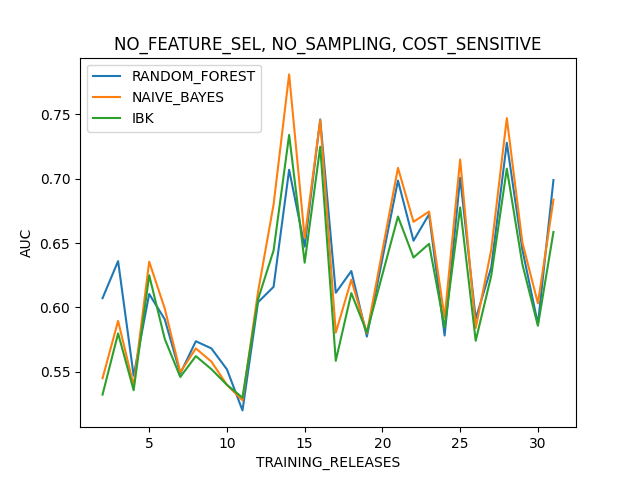 NO_FEATURE_SEL, NO_SAMPLING, COST_SENSITIVE
RANDOM_FOREST
NAIVE_BAYES
IBK
0.75
0.70
0.65
0.60
0.55
AUC
5 10 15 20 25 30
TRAINING_RELEASES